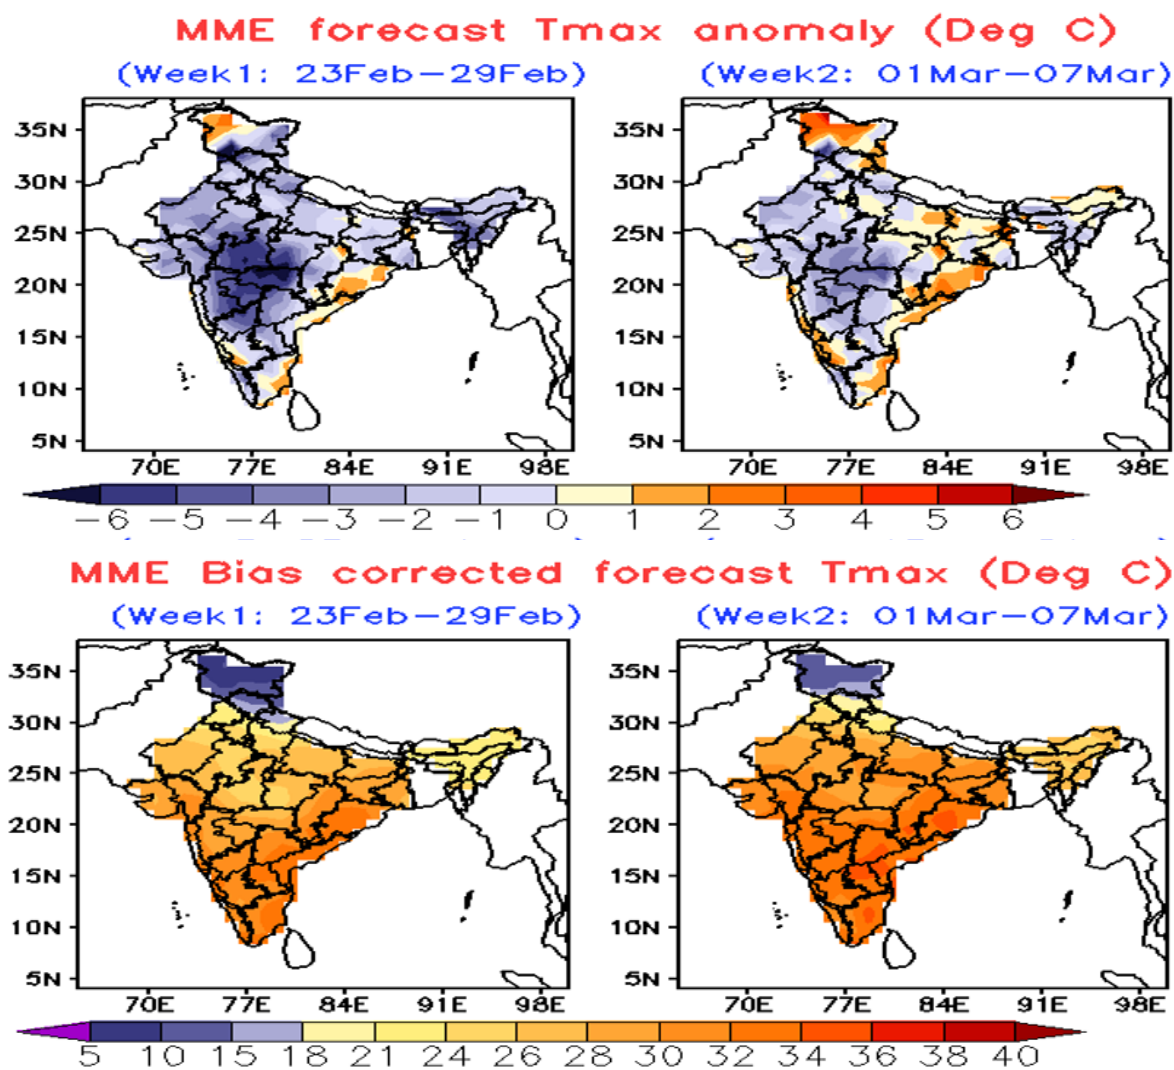 MME forecast Tmax anomaly (Deg C)
(Week1: 23Feb−29Feb) (Week2: 01Mar−07Mar)
35N 35N
30N 30N
25N 25N
20N 20N
15N 15N
10N 10N
5N 5N
70E 77E 84E 91E 98E 70E 77E 84E 91E 98E
−6 −5 −4 −3 −2 −1 0 1 2 3 4 5 6
MME Bias corrected forecast Tmax (Deg C)
(Week1: 23Feb−29Feb) (Week2: 01Mar−07Mar)
35N 35N
30N 30N
25N 25N
20N 20N
15N 15N
10N 10N
5N 5N
70E 77E 84E 91E 98E 70E 77E 84E 91E 98E
5 10 15 18 21 24 26 28 30 32 34 36 38 40